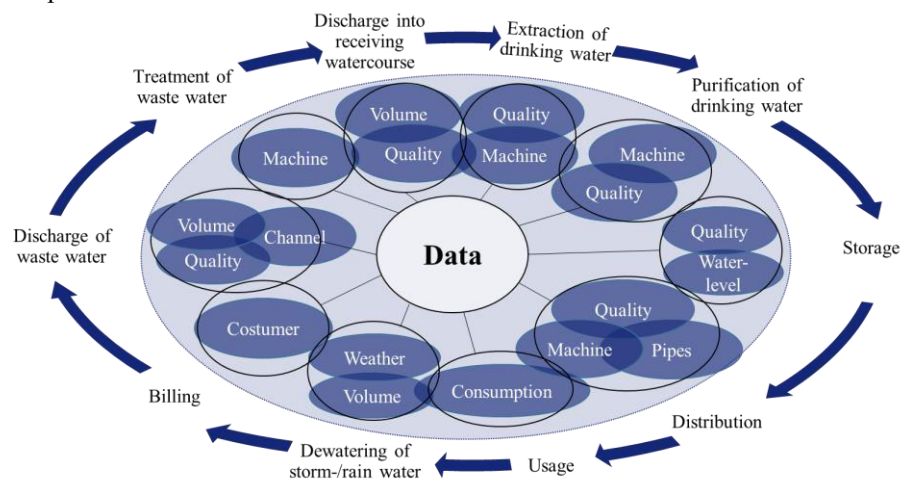 Discharge into
receiving
watercourse
Extraction of
drinking water
Purification of
drinking water
Storage
Distribution
Usage
Dewatering of
storm-/rain water
Billing
Discharge of
waste water
Treatment of
waste water
Volume
Quality
Quality
Machine
Machine
Quality
Quality
Water-
level
Quality
Machine
Pipes
Consumption
Weather
Volume
Costumer
Volume
Channel
Quality
Machine
Data